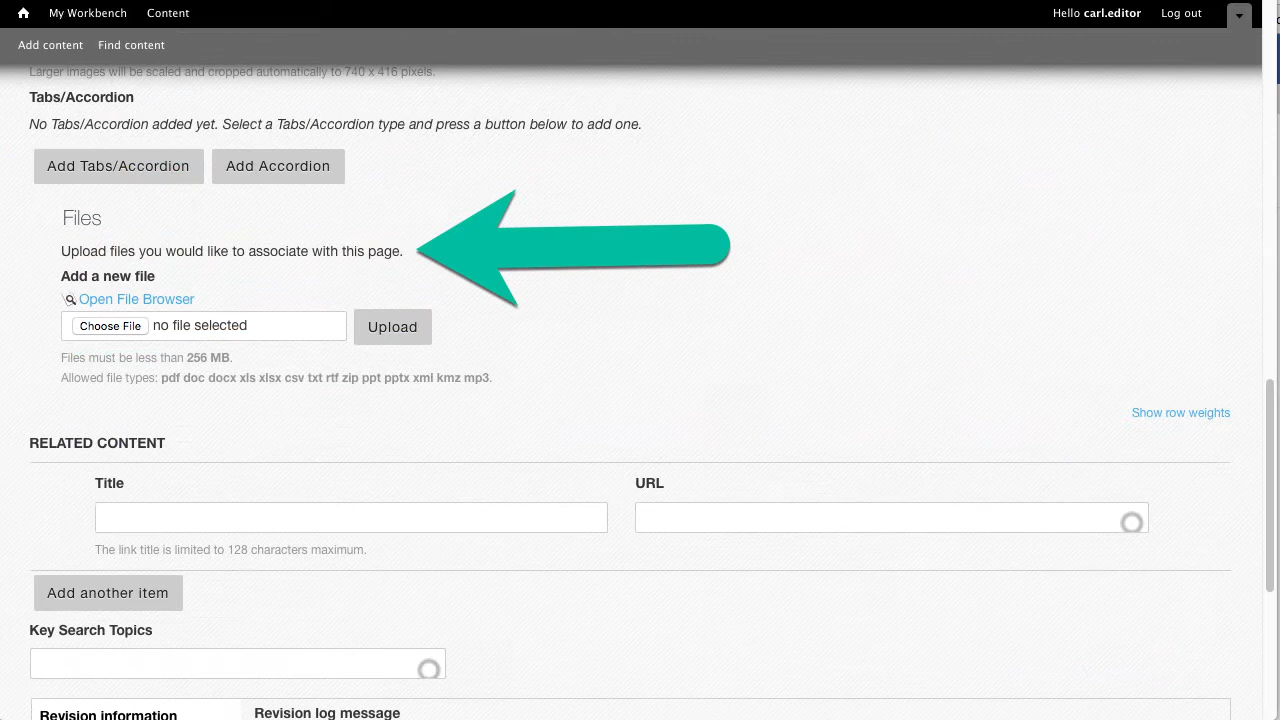 My Workbench Content Hello carl.editor Log out
Add content Find content
Larger images will be scaled and cropped automatically to 740 x 416 pixels.
Tabs/Accordion
No Tabs/Accordion added yet. Select a Tabs/Accordion type and press a button below to add one.
Add Tabs/Accordion Add Accordion
Files
Upload files you would like to associate with this page.
Add a new file
Open File Browser
Choose File no file selected Upload
Files must be less than 256 MB.
Allowed file types: pdf doc docx xls xlsx csv txt rtf zip ppt pptx xml kmz mp3.
Show row weights
RELATED CONTENT
Title URL
The link title is limited to 128 characters maximum.
Add another item
Key Search Topics
Revision information Revision log message